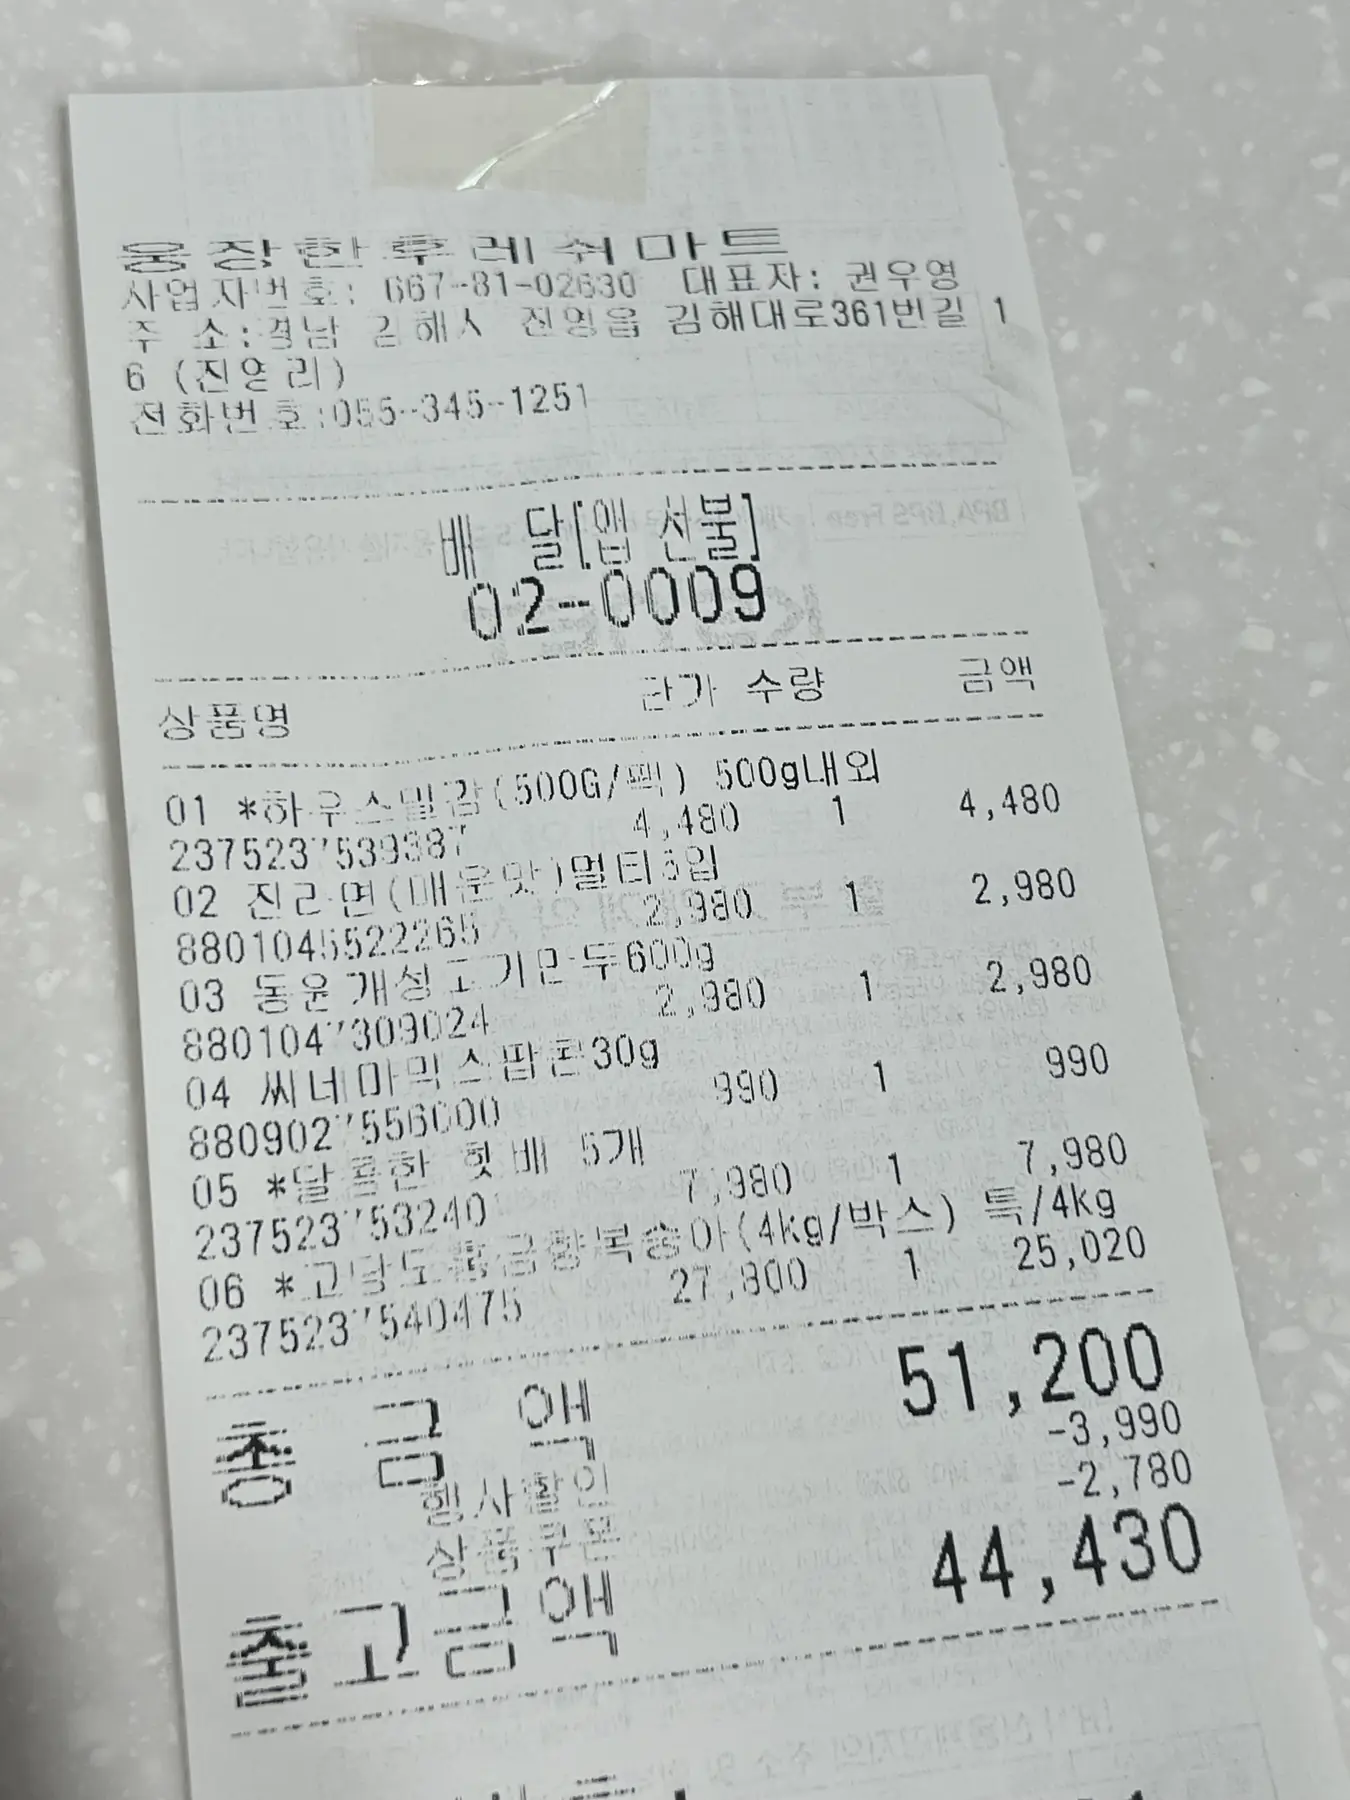 웅장한후레쉬마트
사업자번호: 667-81-02630 대표자: 권우영
주 소:경남 김해시 진영읍 김해대로361번길 1
6 (진영리)
전화번호:055-345-1251
배 달[앱 선불]
02-0009
상품명 단가 수량 금액
01 *하우스밀감(500G/팩) 500g내외
2375237539387 4,480 1 4,480
02 진라면(매운맛)멀티5입
8801045522265 2,980 1 2,980
03 동원개성고기만두600g
8801047309024 2,980 1 2,980
04 씨네마믹스팝콘30g
8809027556000 990 1 990
05 *달콤한 햇배 5개
237523753240 7,980 1 7,980
06 *고당도황금향복숭아(4kg/박스) 특/4kg
2375237540475 27,800 1 25,020
총 금 액 51,200
행사할인 -3,990
상품쿠폰 -2,780
출고금액 44,430